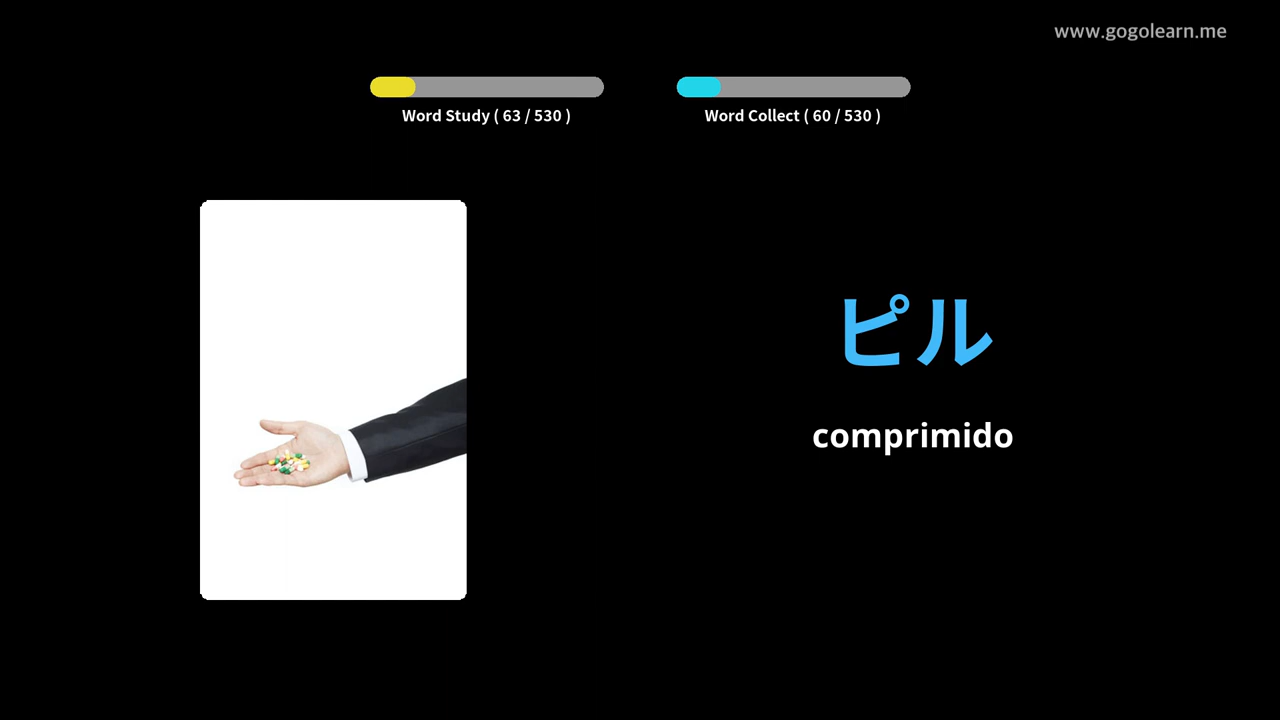 www.gogolearn.me
Word Study ( 63 / 530 )
Word Collect ( 60 / 530 )
ピル
comprimido